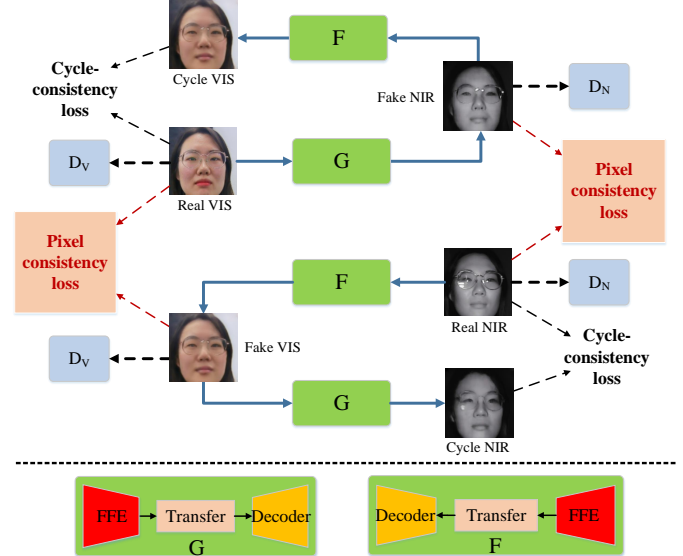 F
Cycle VIS
Cycle-
consistency
loss
Fake NIR
D_N
D_V
G
Real VIS
Pixel
consistency
loss
Pixel
consistency
loss
F
Real NIR
D_N
D_V
Fake VIS
Cycle-
consistency
loss
G
Cycle NIR
FFE
Transfer
Decoder
G
Decoder
Transfer
FFE
F